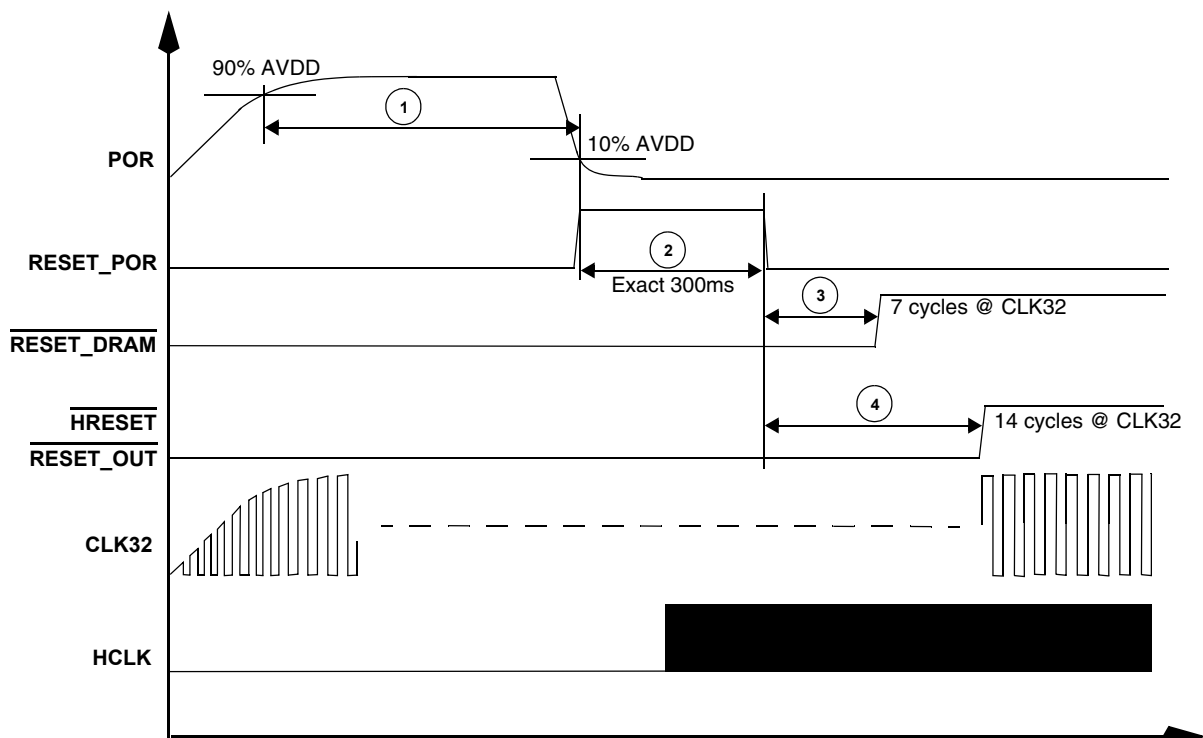 90% AVDD
1
POR
10% AVDD
RESET_POR
2
Exact 300ms
3
7 cycles @ CLK32
RESET_DRAM
4
HRESET
14 cycles @ CLK32
RESET_OUT
CLK32
HCLK